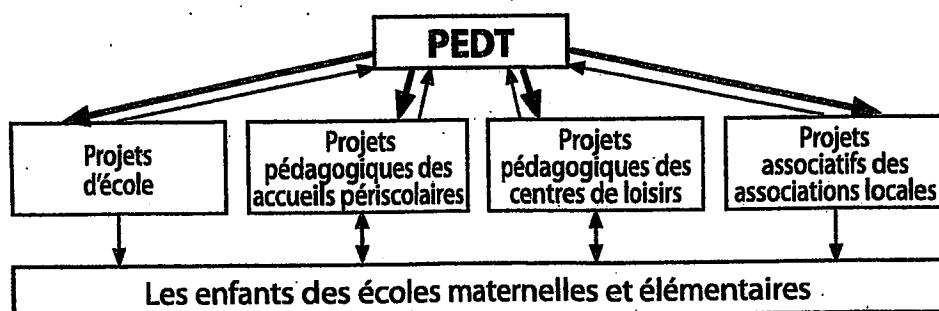 PEDT
Projets
d'école
Projets
pédagogiques des
accueils périscolaires
Projets
pédagogiques des
centres de loisirs
Projets
associatifs des
associations locales
Les enfants des écoles maternelles et élémentaires